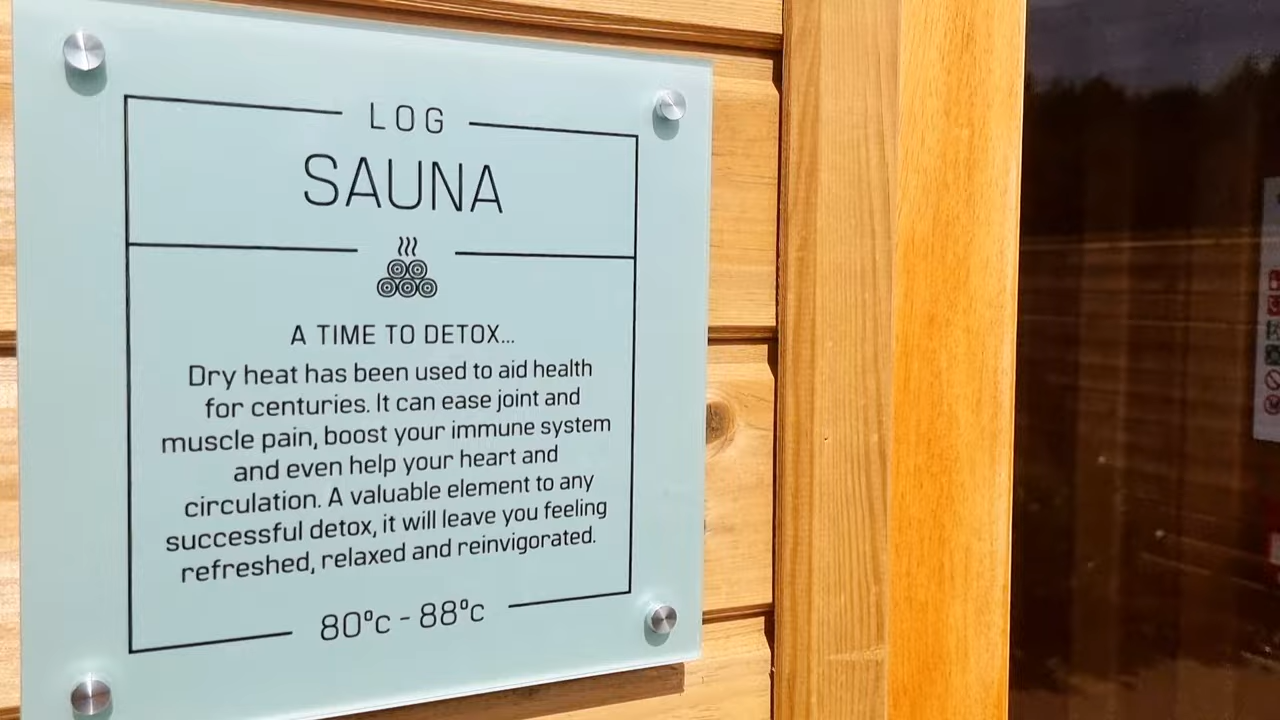 LOG
SAUNA
A TIME TO DETOX...
Dry heat has been used to aid health
for centuries. It can ease joint and
muscle pain, boost your immune system
and even help your heart and
circulation. A valuable element to any
successful detox, it will leave you feeling
refreshed, relaxed and reinvigorated.
80ºc - 88ºc